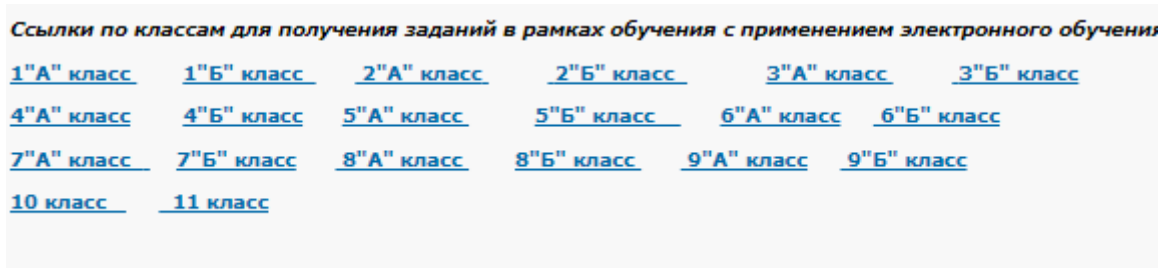 Ссылки по классам для получения заданий в рамках обучения с применением электронного обучения
1"А" класс 1"Б" класс 2"А" класс 2"Б" класс 3"А" класс 3"Б" класс
4"А" класс 4"Б" класс 5"А" класс 5"Б" класс 6"А" класс 6"Б" класс
7"А" класс 7"Б" класс 8"А" класс 8"Б" класс 9"А" класс 9"Б" класс
10 класс 11 класс